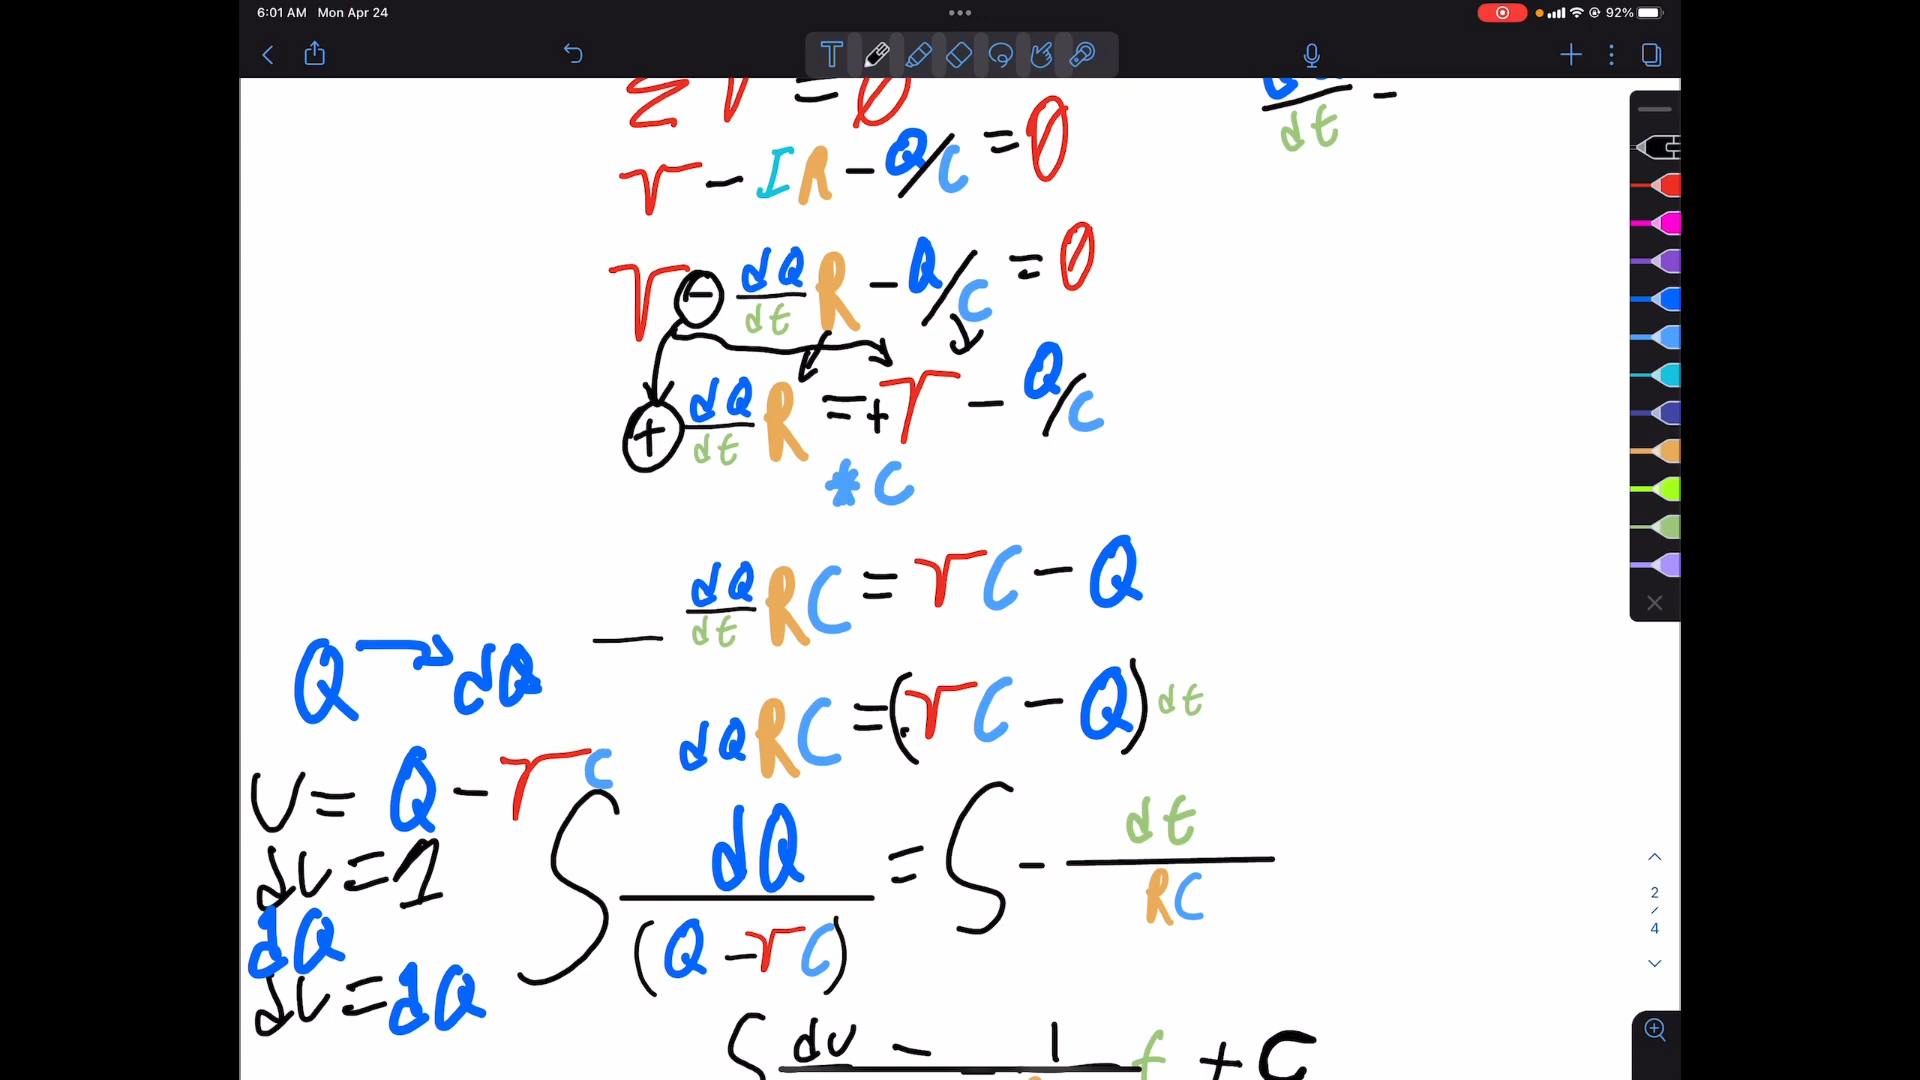 6:01 AM Mon Apr 24
92%
T
ΣV = 0
dt -
V - IR - Q/C = 0
V - dQ/dt R - Q/C = 0
+ dQ/dt R = +V - Q/C
* C
dQ/dt RC = VC - Q
Q → dQ
dQ RC = (VC - Q) dt
U = Q - VC
∫ dQ/(Q - VC) = ∫ - dt/RC
du = 1
dQ
du = dQ
2/4
∫ du - 1 t + C